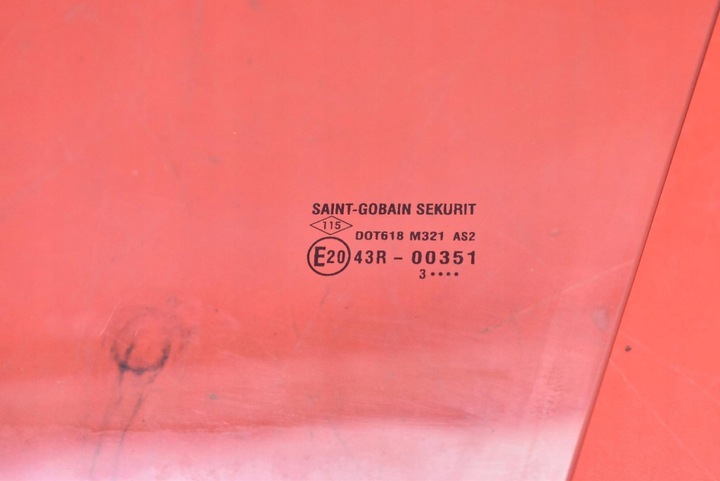 SAINT-GOBAIN SEKURIT
115
DOT618 M321 AS2
E20 43R - 00351
3 ••••